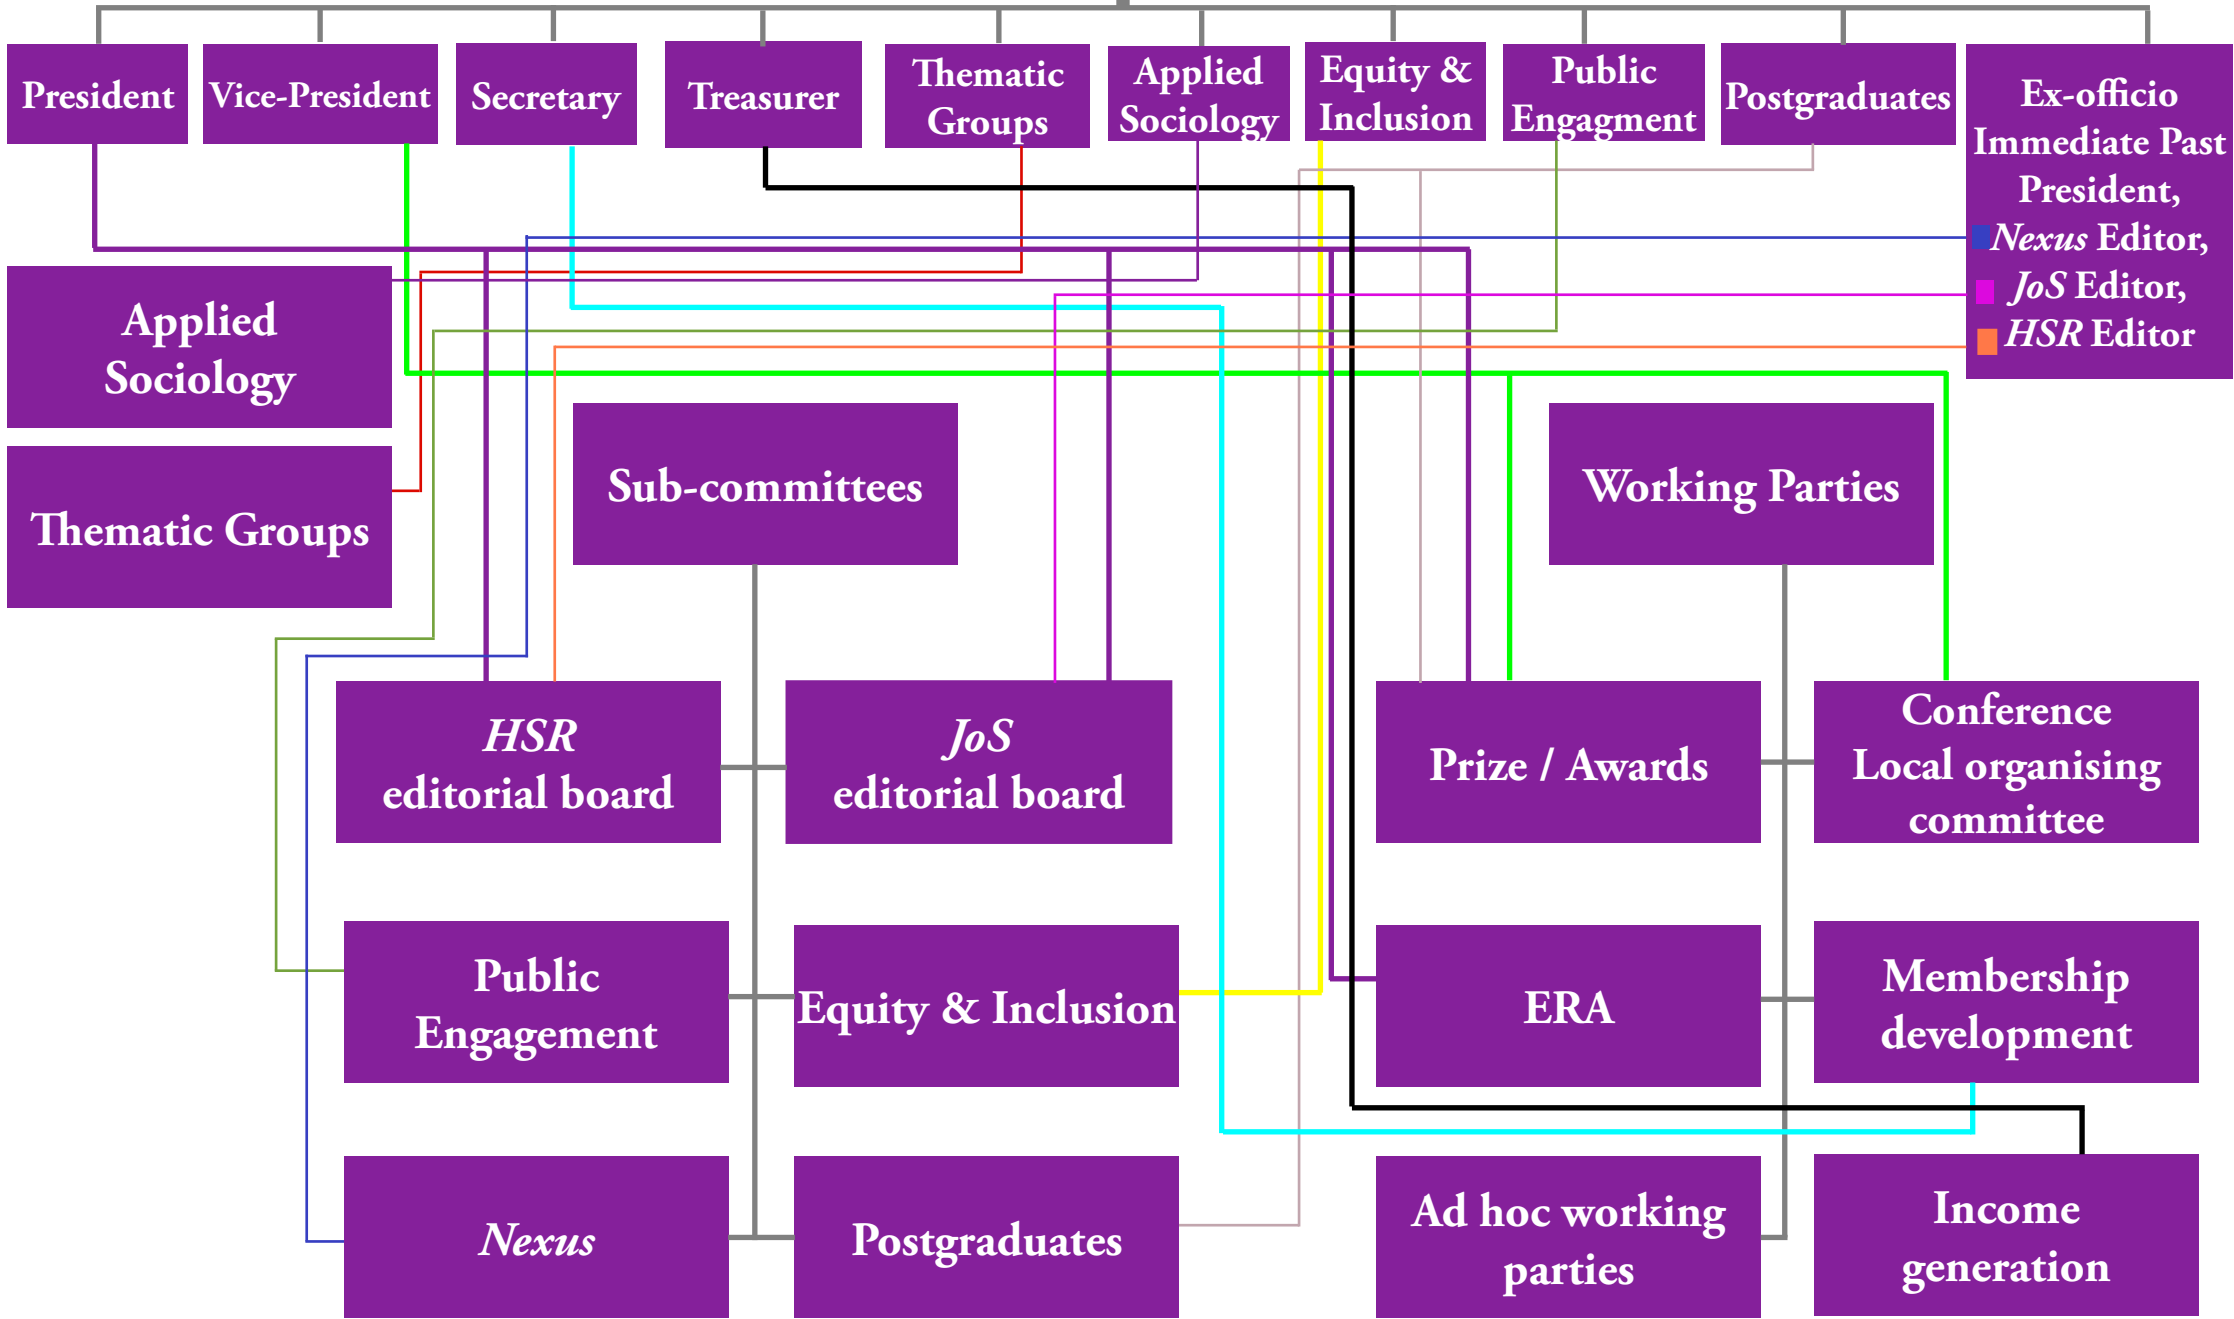 President
Vice-President
Secretary
Treasurer
Thematic
Groups
Applied
Sociology
Equity &
Inclusion
Public
Engagment
Postgraduates
Ex-officio
Immediate Past
President,
Nexus Editor,
JoS Editor,
HSR Editor
Applied
Sociology
Thematic Groups
Sub-committees
Working Parties
HSR
editorial board
JoS
editorial board
Prize / Awards
Conference
Local organising
committee
Public
Engagement
Equity & Inclusion
ERA
Membership
development
Nexus
Postgraduates
Ad hoc working
parties
Income
generation